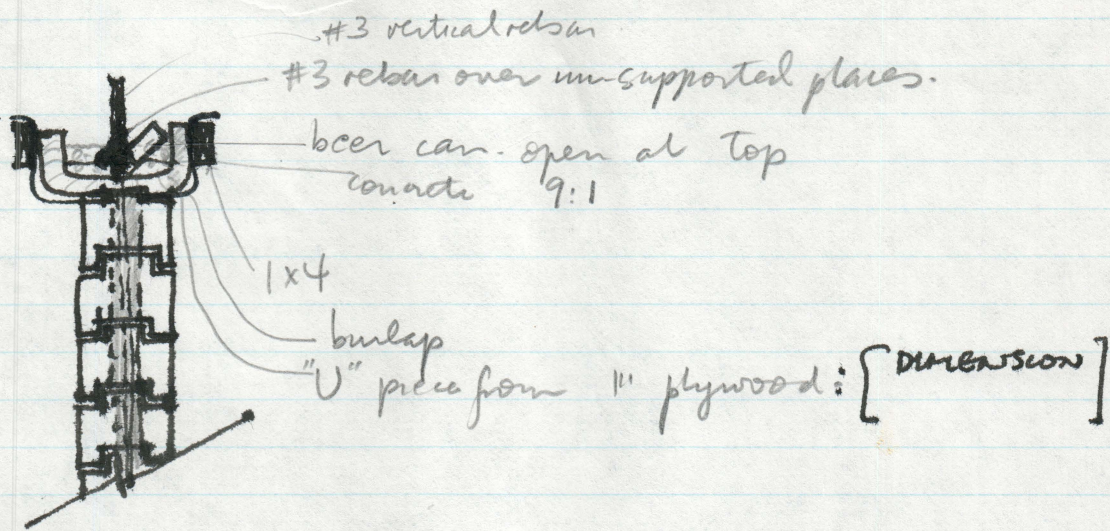 #3 vertical rebar
#3 rebar over un-supported places.
beer can - open at top
concrete 9:1
1x4
burlap
"U" piece from 1" plywood: [DIMENSION]